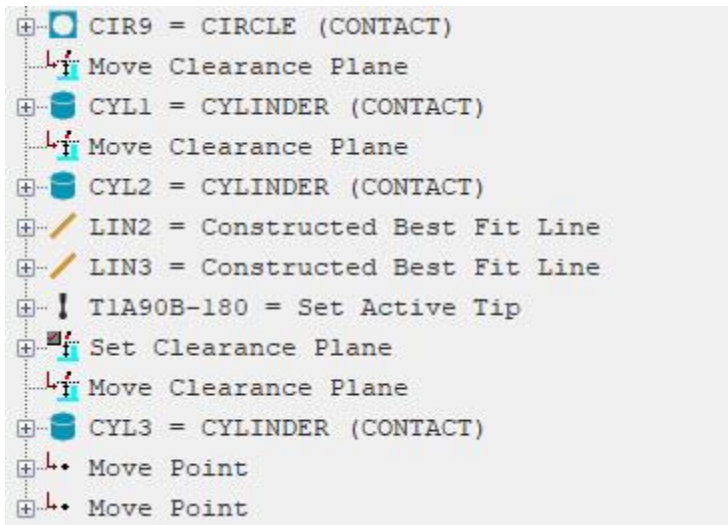 CIR9 = CIRCLE (CONTACT)
Move Clearance Plane
CYL1 = CYLINDER (CONTACT)
Move Clearance Plane
CYL2 = CYLINDER (CONTACT)
LIN2 = Constructed Best Fit Line
LIN3 = Constructed Best Fit Line
T1A90B-180 = Set Active Tip
Set Clearance Plane
Move Clearance Plane
CYL3 = CYLINDER (CONTACT)
Move Point
Move Point